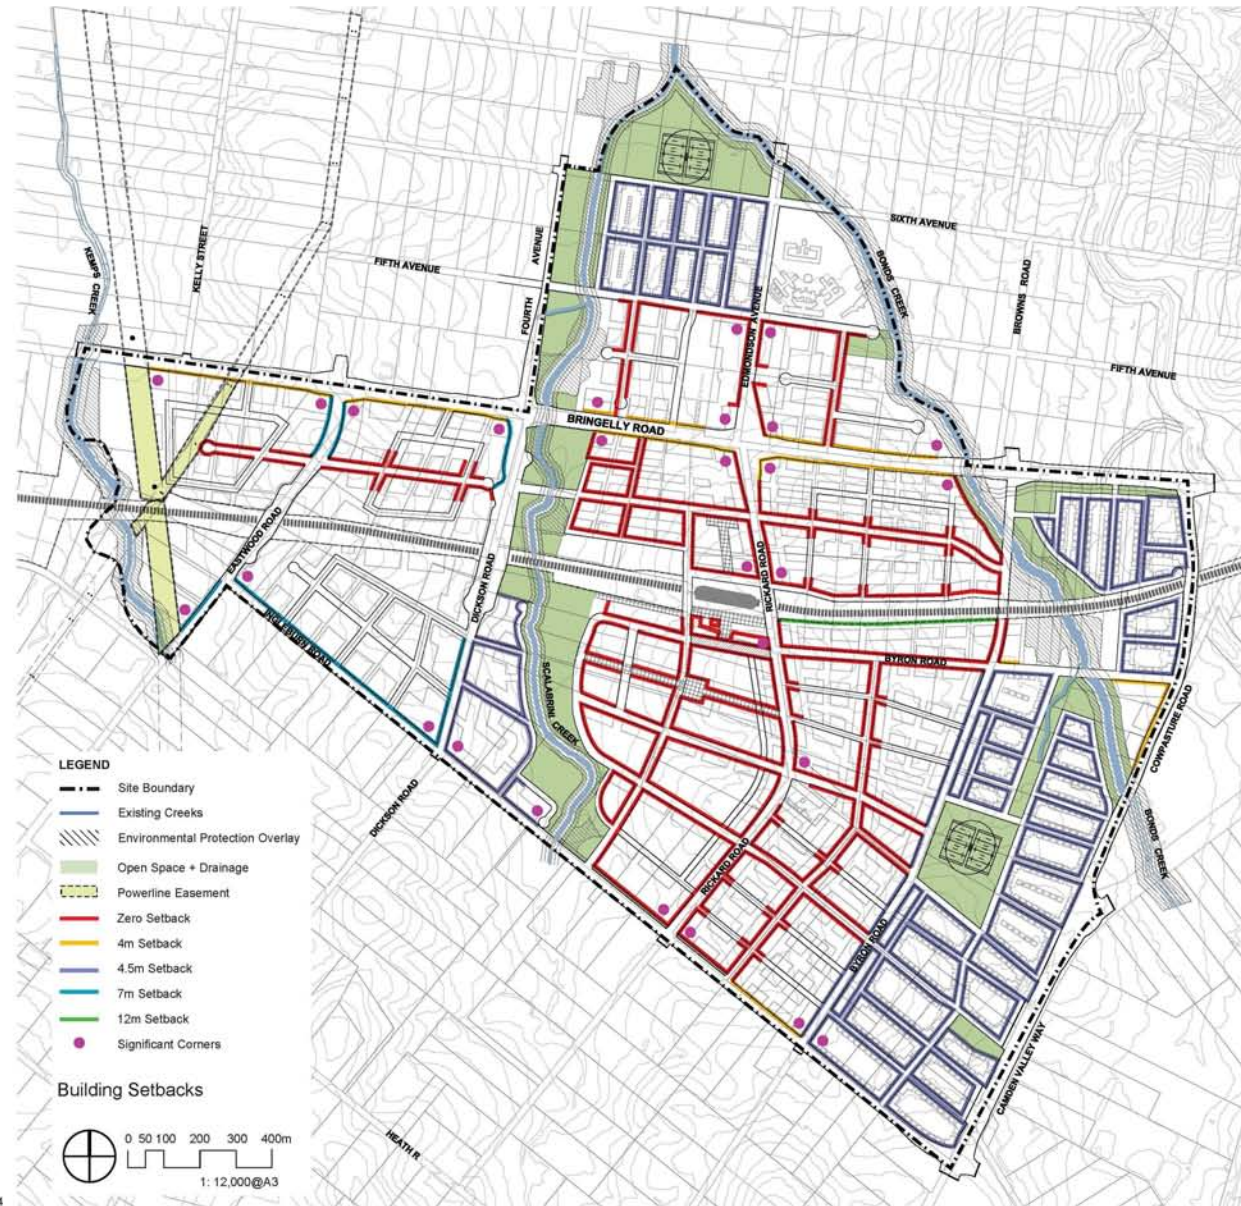 SIXTH AVENUE
KELLY STREET
KEMPS CREEK
FIFTH AVENUE
FOURTH
AVENUE
BONDS CREEK
BROWNS ROAD
EDMONDSON AVENUE
FIFTH AVENUE
BRINGELLY ROAD
EASTWOOD ROAD
DICKSON ROAD
RICKARD ROAD
INGLEBURN ROAD
BYRON ROAD
SCALABRINI CREEK
COWPASTURE ROAD
DICKSON ROAD
BONDS CREEK
RICKARD ROAD
BYRON ROAD
CAMDEN VALLEY WAY
HEATH R
LEGEND
Site Boundary
Existing Creeks
Environmental Protection Overlay
Open Space + Drainage
Powerline Easement
Zero Setback
4m Setback
4.5m Setback
7m Setback
12m Setback
Significant Corners
Building Setbacks
0 50 100 200 300 400m
1: 12,000@A3
4